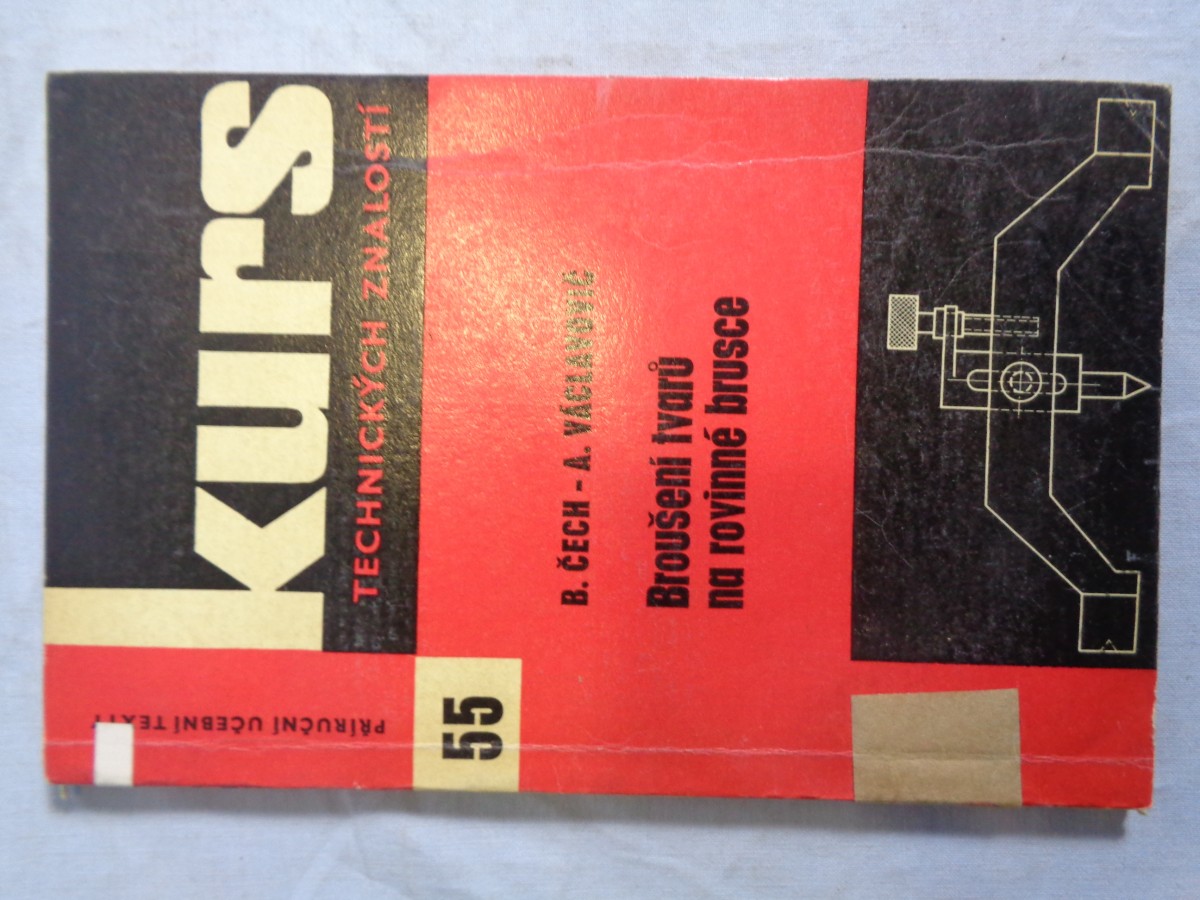 kurs
TECHNICKÝCH ZNALOSTÍ
PŘÍRUČNÍ UČEBNÍ TEXTY
55
B. ČECH - A. VÁCLAVOVIČ
Broušení tvarů
na rovinné brusce